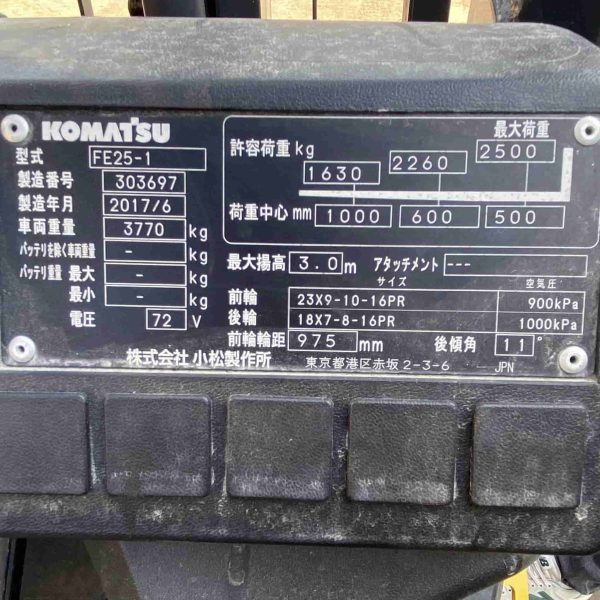 KOMATSU
型式 FE25-1
製造番号 303697
製造年月 2017/6
車両重量 3770 kg
バッテリを除く車両重量 - kg
バッテリ重量 最大 - kg
最小 - kg
電圧 72 V
許容荷重 kg 1630 2260 最大荷重 2500
荷重中心 mm 1000 600 500
最大揚高 3.0 m アタッチメント ---
サイズ 空気圧
前輪 23X9-10-16PR 900kPa
後輪 18X7-8-16PR 1000kPa
前輪輪距 975 mm 後傾角 11°
株式会社 小松製作所 東京都港区赤坂 2-3-6 JPN